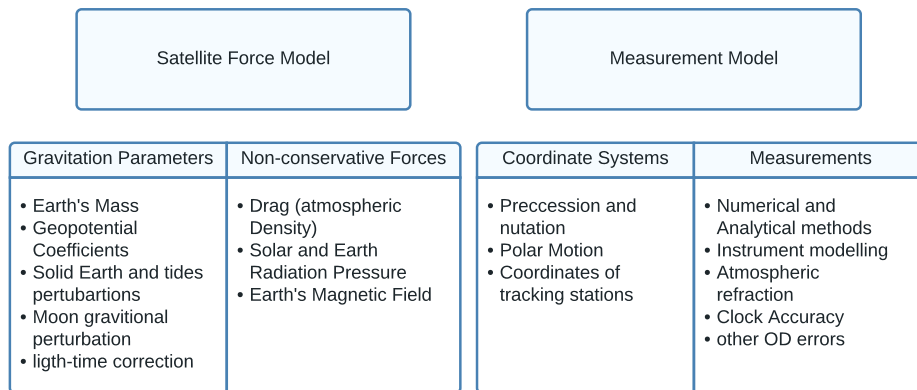 Satellite Force Model
Measurement Model
Gravitation Parameters
• Earth's Mass
• Geopotential
Coefficients
• Solid Earth and tides
pertubartions
• Moon gravitional
perturbation
• ligth-time correction
Non-conservative Forces
• Drag (atmospheric
Density)
• Solar and Earth
Radiation Pressure
• Earth's Magnetic Field
Coordinate Systems
• Preccession and
nutation
• Polar Motion
• Coordinates of
tracking stations
Measurements
• Numerical and
Analytical methods
• Instrument modelling
• Atmospheric
refraction
• Clock Accuracy
• other OD errors